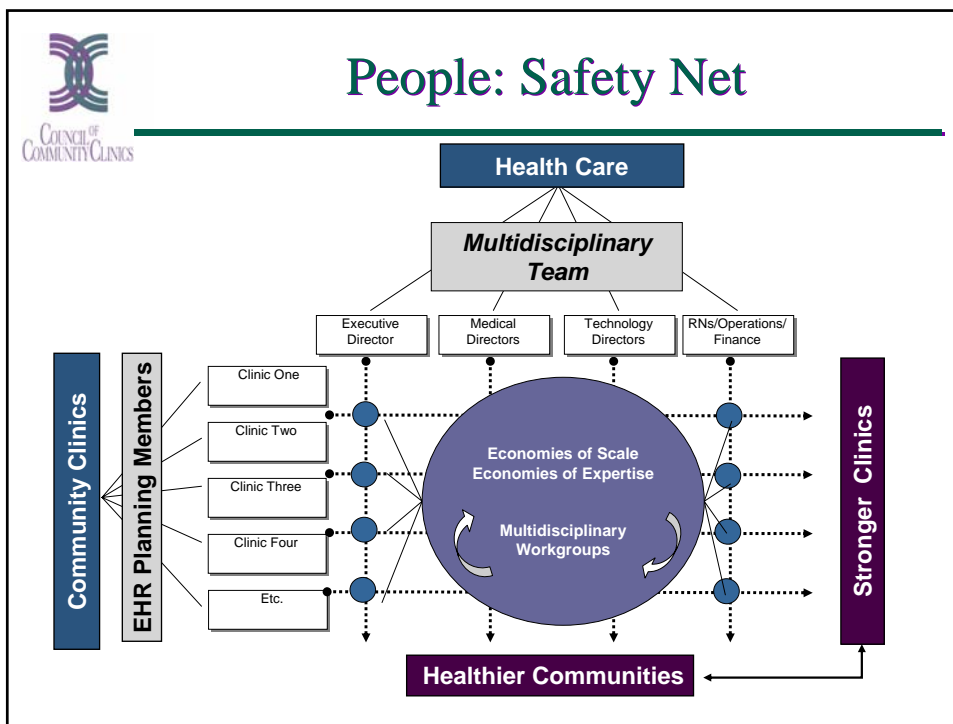 COUNCIL OF
COMMUNITY CLINICS
People: Safety Net
Health Care
Multidisciplinary
Team
Executive
Director
Medical
Directors
Technology
Directors
RNs/Operations/
Finance
Community Clinics
EHR Planning Members
Clinic One
Clinic Two
Clinic Three
Clinic Four
Etc.
Economies of Scale
Economies of Expertise
Multidisciplinary
Workgroups
Stronger Clinics
Healthier Communities